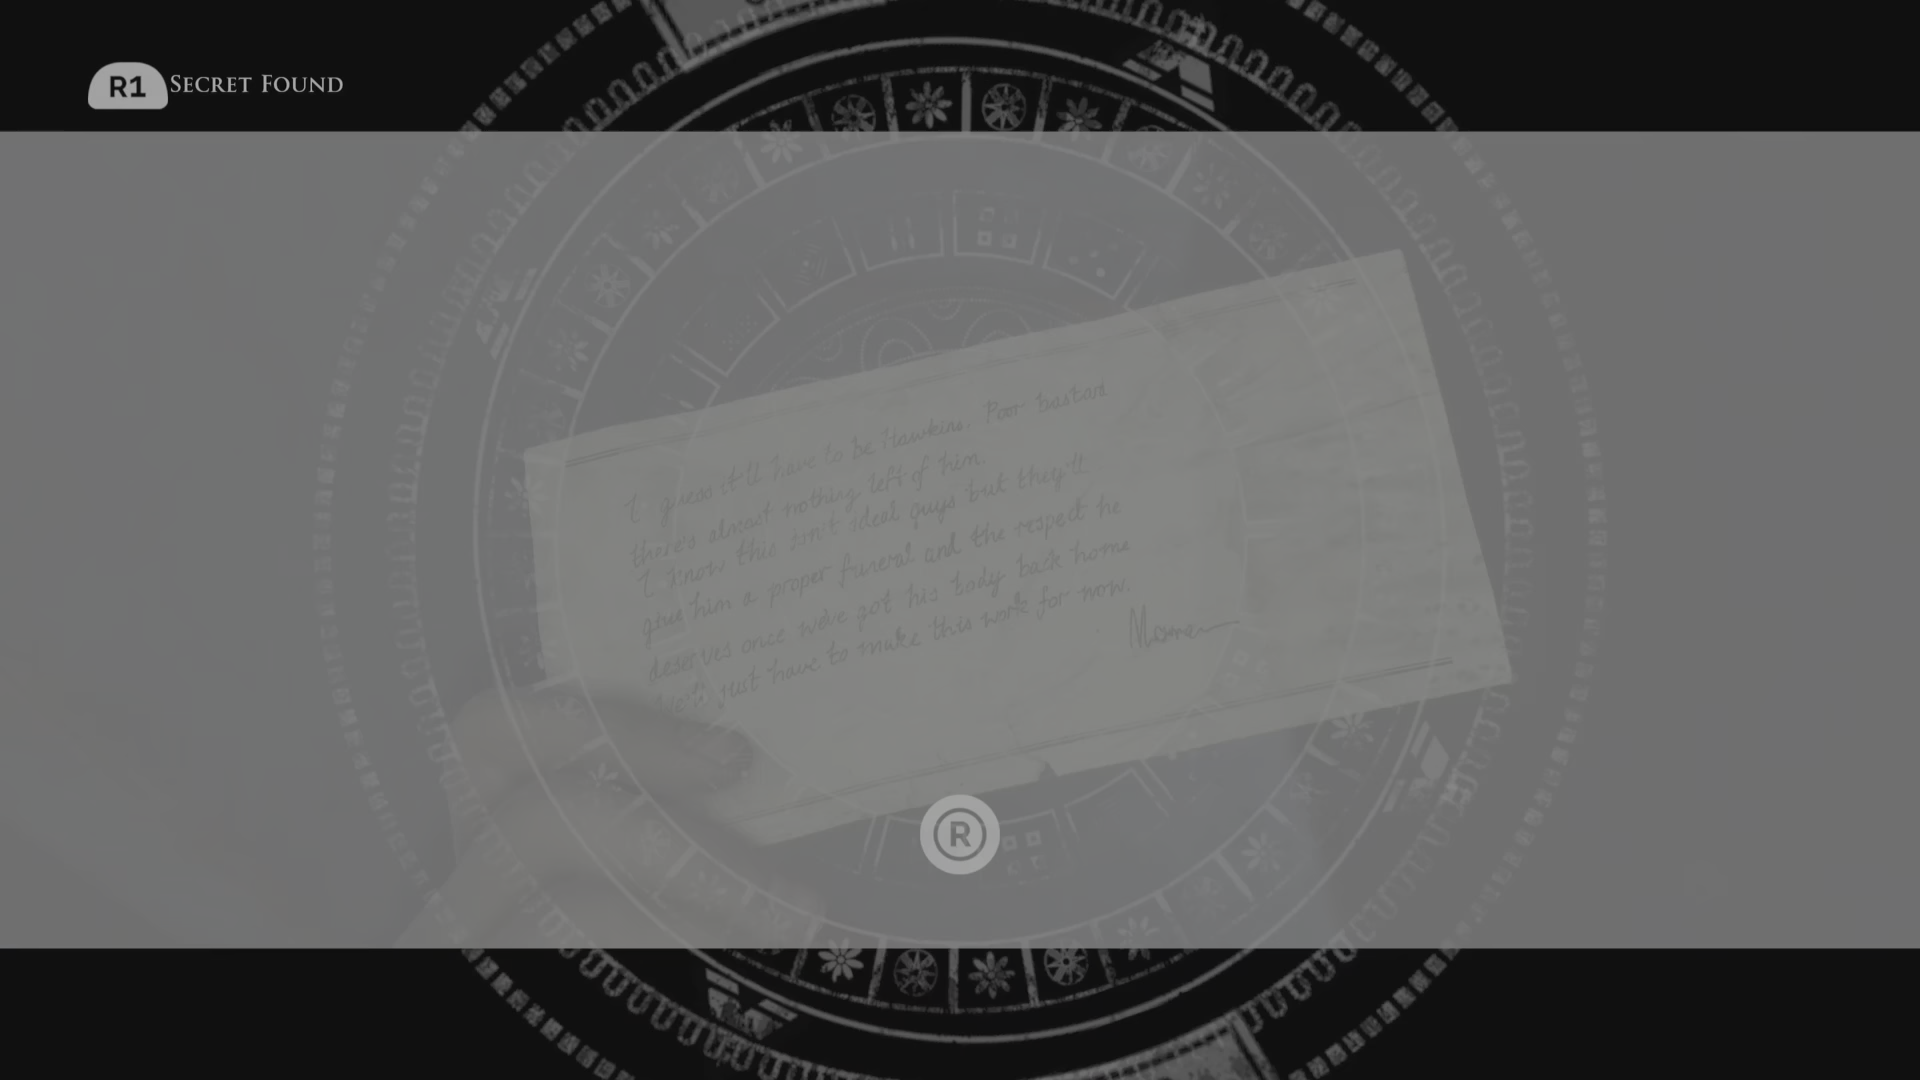 R1 Secret Found
I guess it'll have to be Hawkins, Poor bastard
there's almost nothing left of him.
I know this isn't ideal guys but they'll
give him a proper funeral and the respect he
deserves once we've got his body back home
We'll just have to make this work for now.
R